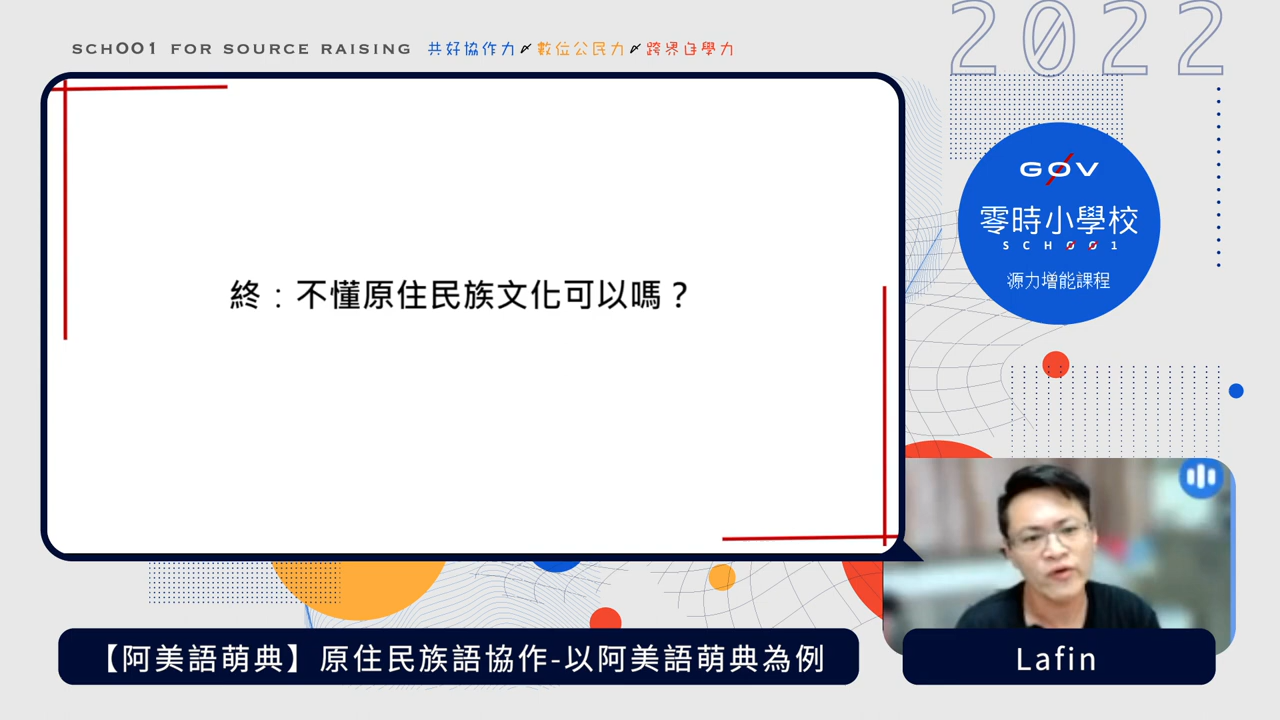 SCH001 FOR SOURCE RAISING 共好協作力 數位公民力 跨界自學力
2022
GOV
零時小學校
SCH001
源力增能課程
終：不懂原住民族文化可以嗎？
【阿美語萌典】原住民族語協作-以阿美語萌典為例
Lafin